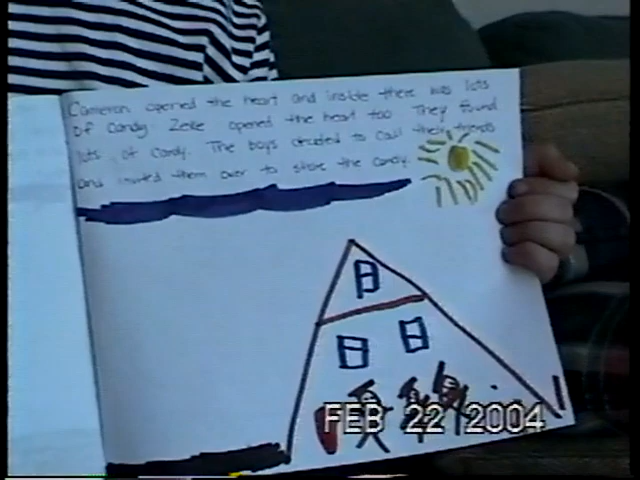 Cameron opened the heart and inside there was lots
of candy. Zeke opened the heart too. They found
lots of candy. The boys decided to call their friends
and invited them over to share the candy.
FEB 22 2004